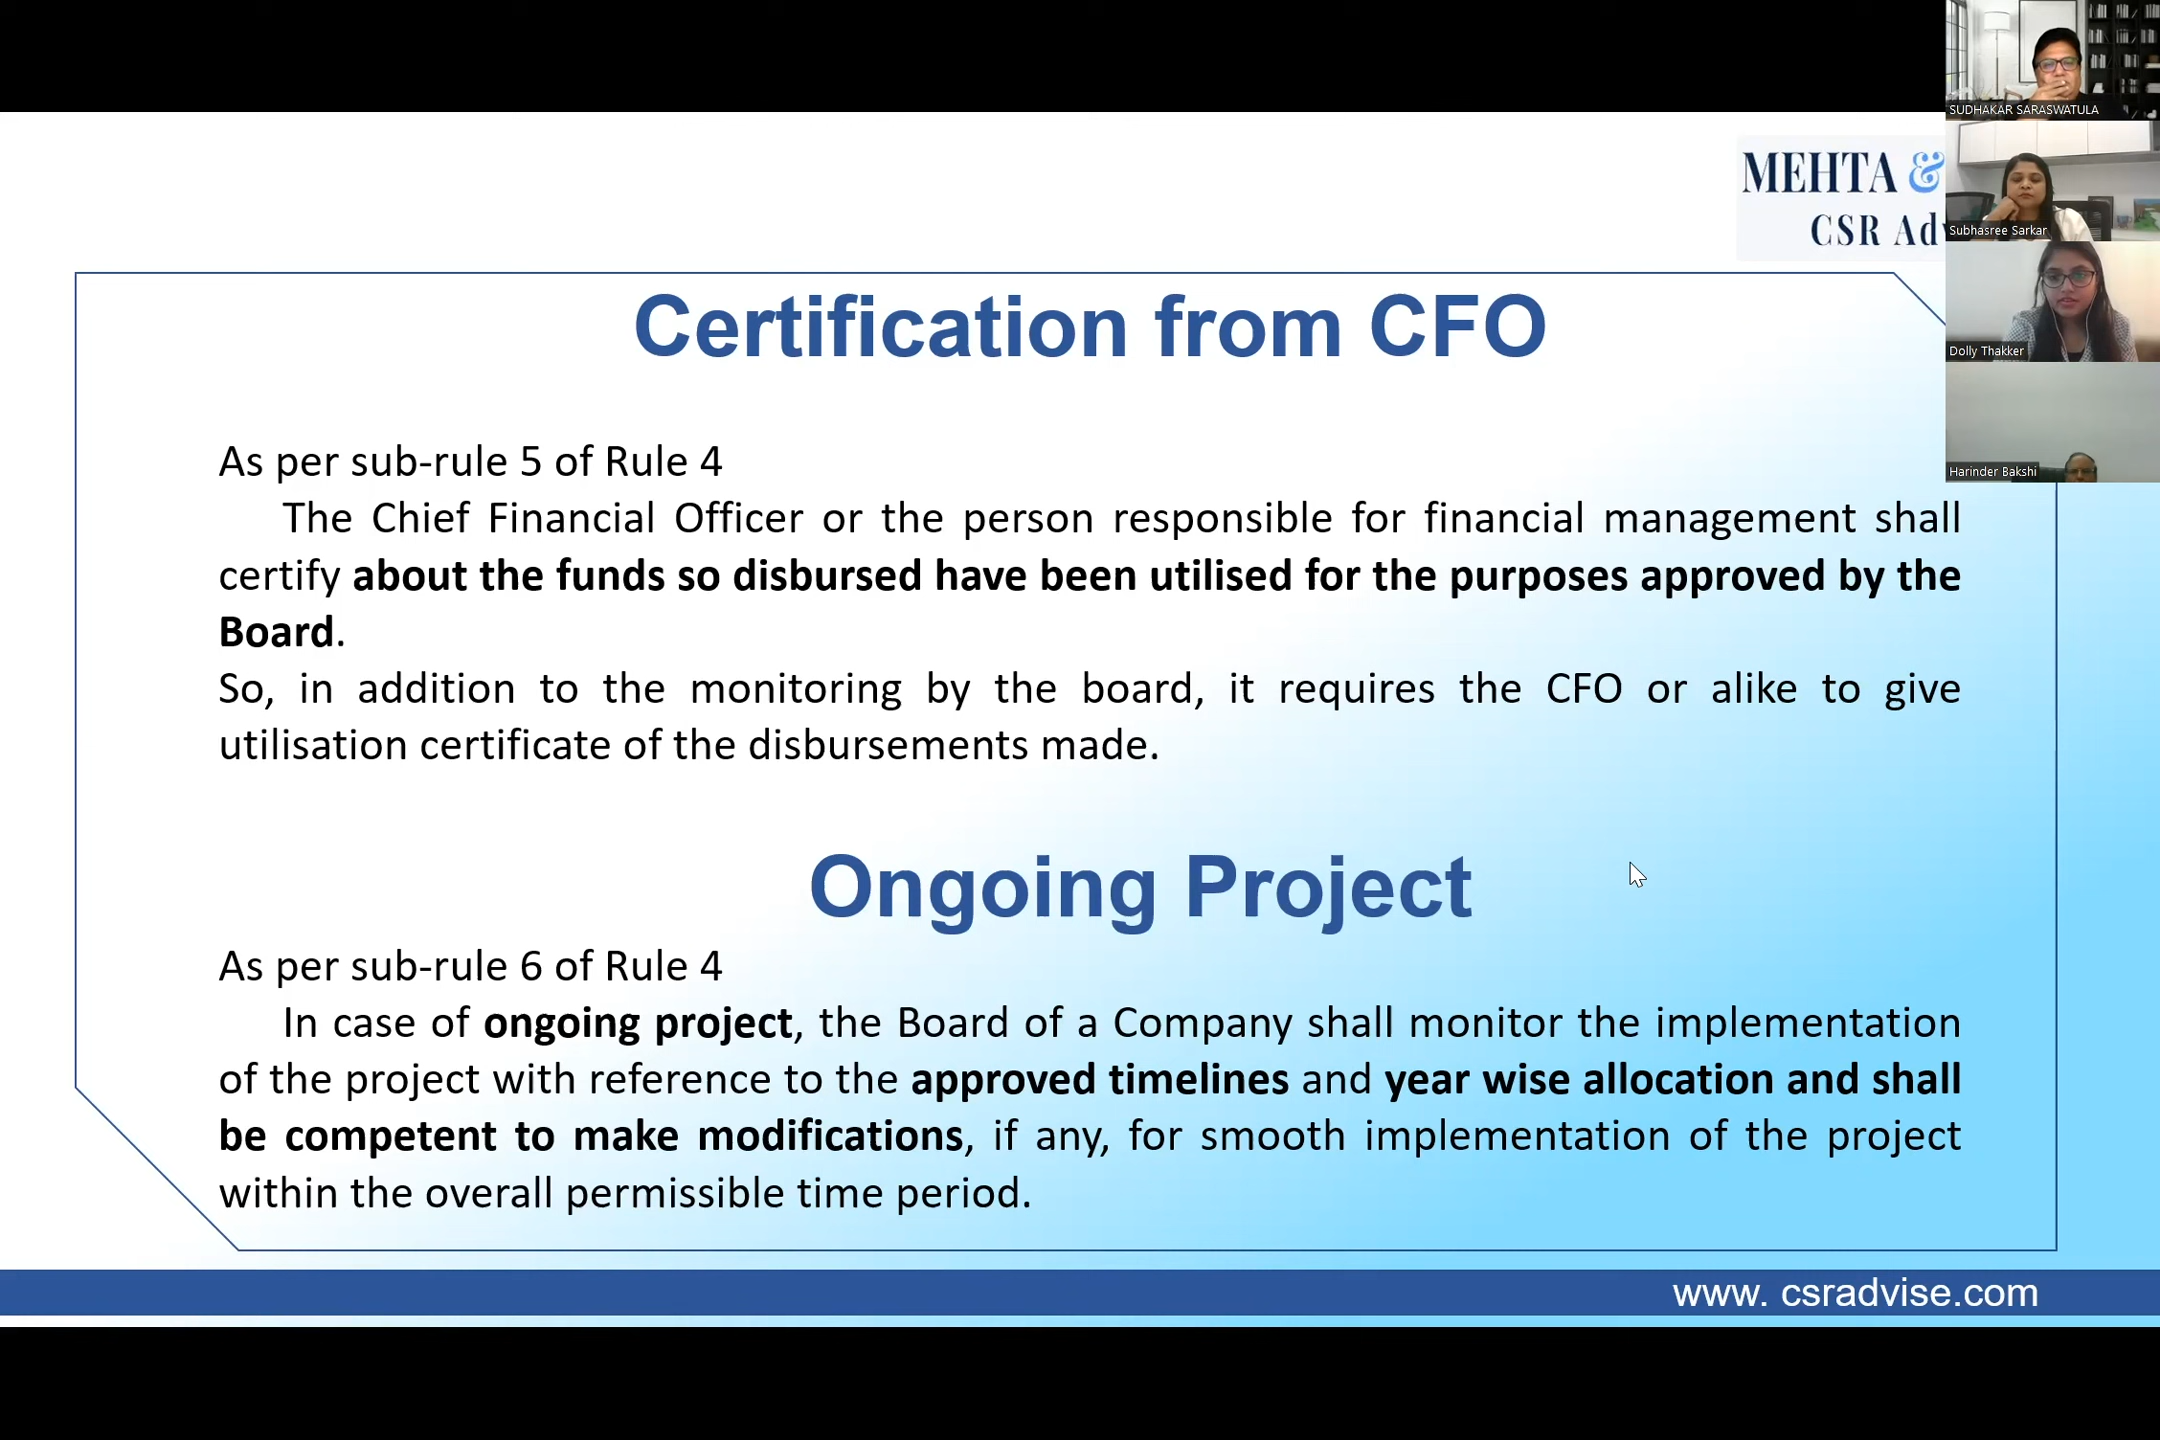 SUDHAKAR SARASWATULA
MEHTA &
CSR Adv
Subhasree Sarkar
Dolly Thakker
Harinder Bakshi
Certification from CFO
As per sub-rule 5 of Rule 4
The Chief Financial Officer or the person responsible for financial management shall
certify about the funds so disbursed have been utilised for the purposes approved by the
Board.
So, in addition to the monitoring by the board, it requires the CFO or alike to give
utilisation certificate of the disbursements made.
Ongoing Project
As per sub-rule 6 of Rule 4
In case of ongoing project, the Board of a Company shall monitor the implementation
of the project with reference to the approved timelines and year wise allocation and shall
be competent to make modifications, if any, for smooth implementation of the project
within the overall permissible time period.
www. csradvise.com